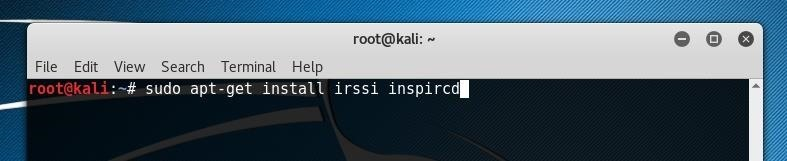 root@kali: ~
File Edit View Search Terminal Help
root@kali:~# sudo apt-get install irssi inspircd